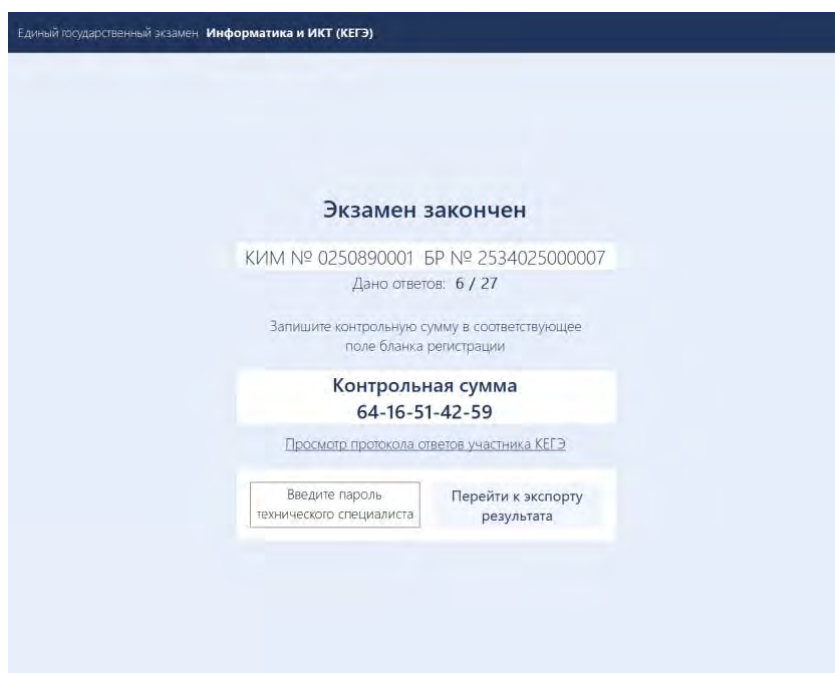 Единый государственный экзамен Информатика и ИКТ (КЕГЭ)
Экзамен закончен
КИМ № 0250890001 БР № 2534025000007
Дано ответов: 6 / 27
Запишите контрольную сумму в соответствующее
поле бланка регистрации
Контрольная сумма
64-16-51-42-59
Просмотр протокола ответов участника КЕГЭ
Введите пароль
технического специалиста
Перейти к экспорту
результата